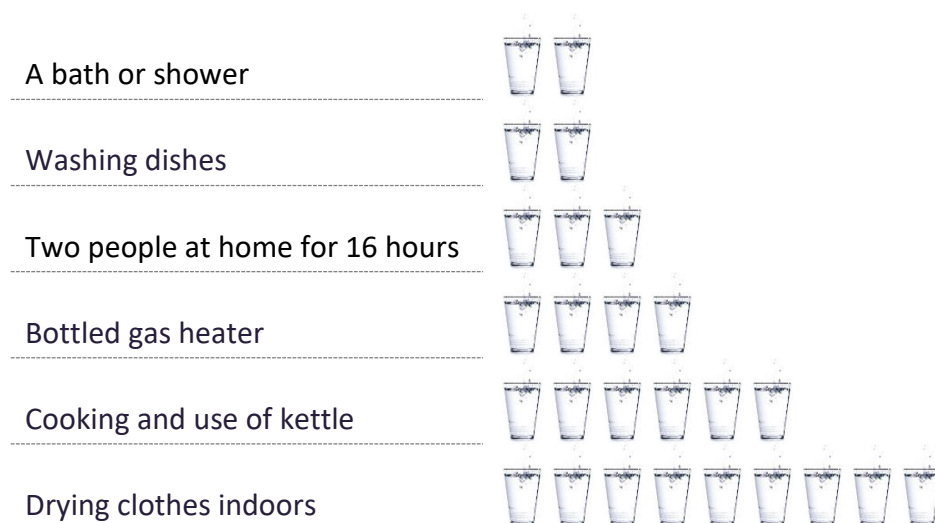 A bath or shower
Washing dishes
Two people at home for 16 hours
Bottled gas heater
Cooking and use of kettle
Drying clothes indoors